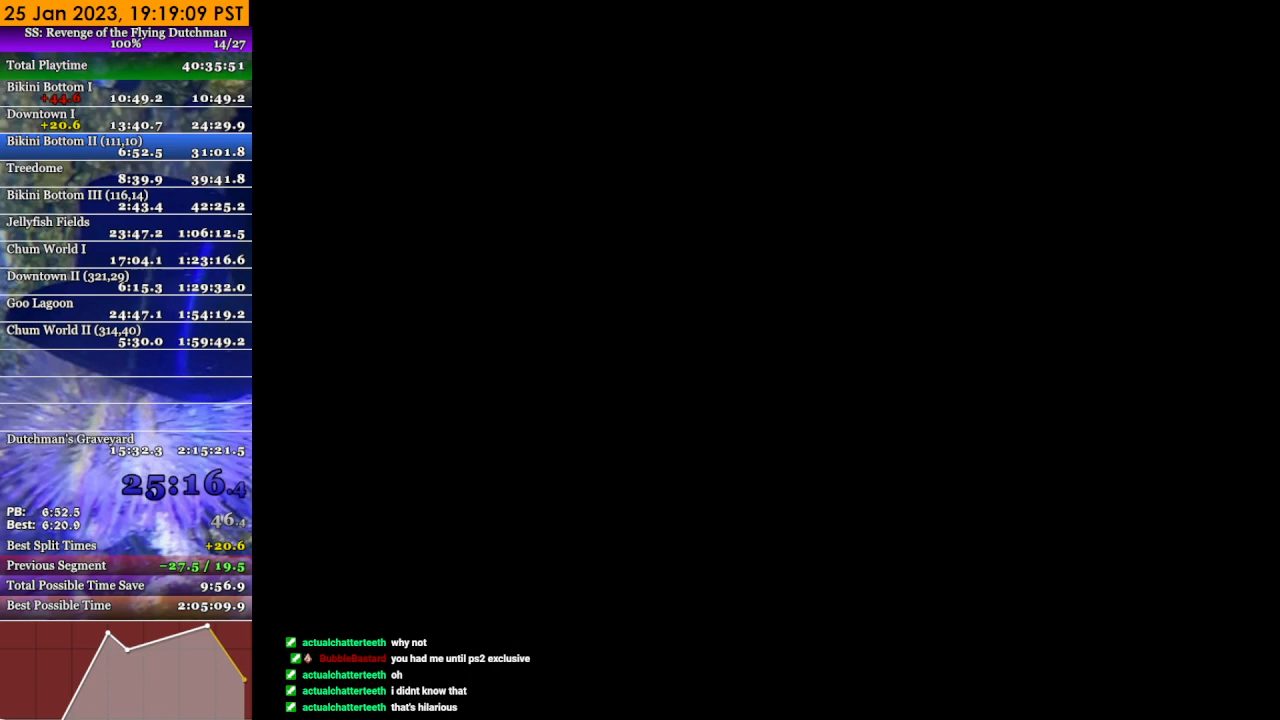 25 Jan 2023, 19:19:09 PST
SS: Revenge of the Flying Dutchman
100% 14/27
Total Playtime 40:35:51
Bikini Bottom I
+44.6 10:49.2 10:49.2
Downtown I
+20.6 13:40.7 24:29.9
Bikini Bottom II (111,10)
6:52.5 31:01.8
Treedome
8:39.9 39:41.8
Bikini Bottom III (116,14)
2:43.4 42:25.2
Jellyfish Fields
23:47.2 1:06:12.5
Chum World I
17:04.1 1:23:16.6
Downtown II (321,29)
6:15.3 1:29:32.0
Goo Lagoon
24:47.1 1:54:19.2
Chum World II (314,40)
5:30.0 1:59:49.2
Dutchman's Graveyard
15:32.3 2:15:21.5
25:16.4
PB: 6:52.5
Best: 6:20.9 46.4
Best Split Times +20.6
Previous Segment −27.5 / 19.5
Total Possible Time Save 9:56.9
Best Possible Time 2:05:09.9
actualchatterteeth why not
BubbleBastard you had me until ps2 exclusive
actualchatterteeth oh
actualchatterteeth i didnt know that
actualchatterteeth that's hilarious